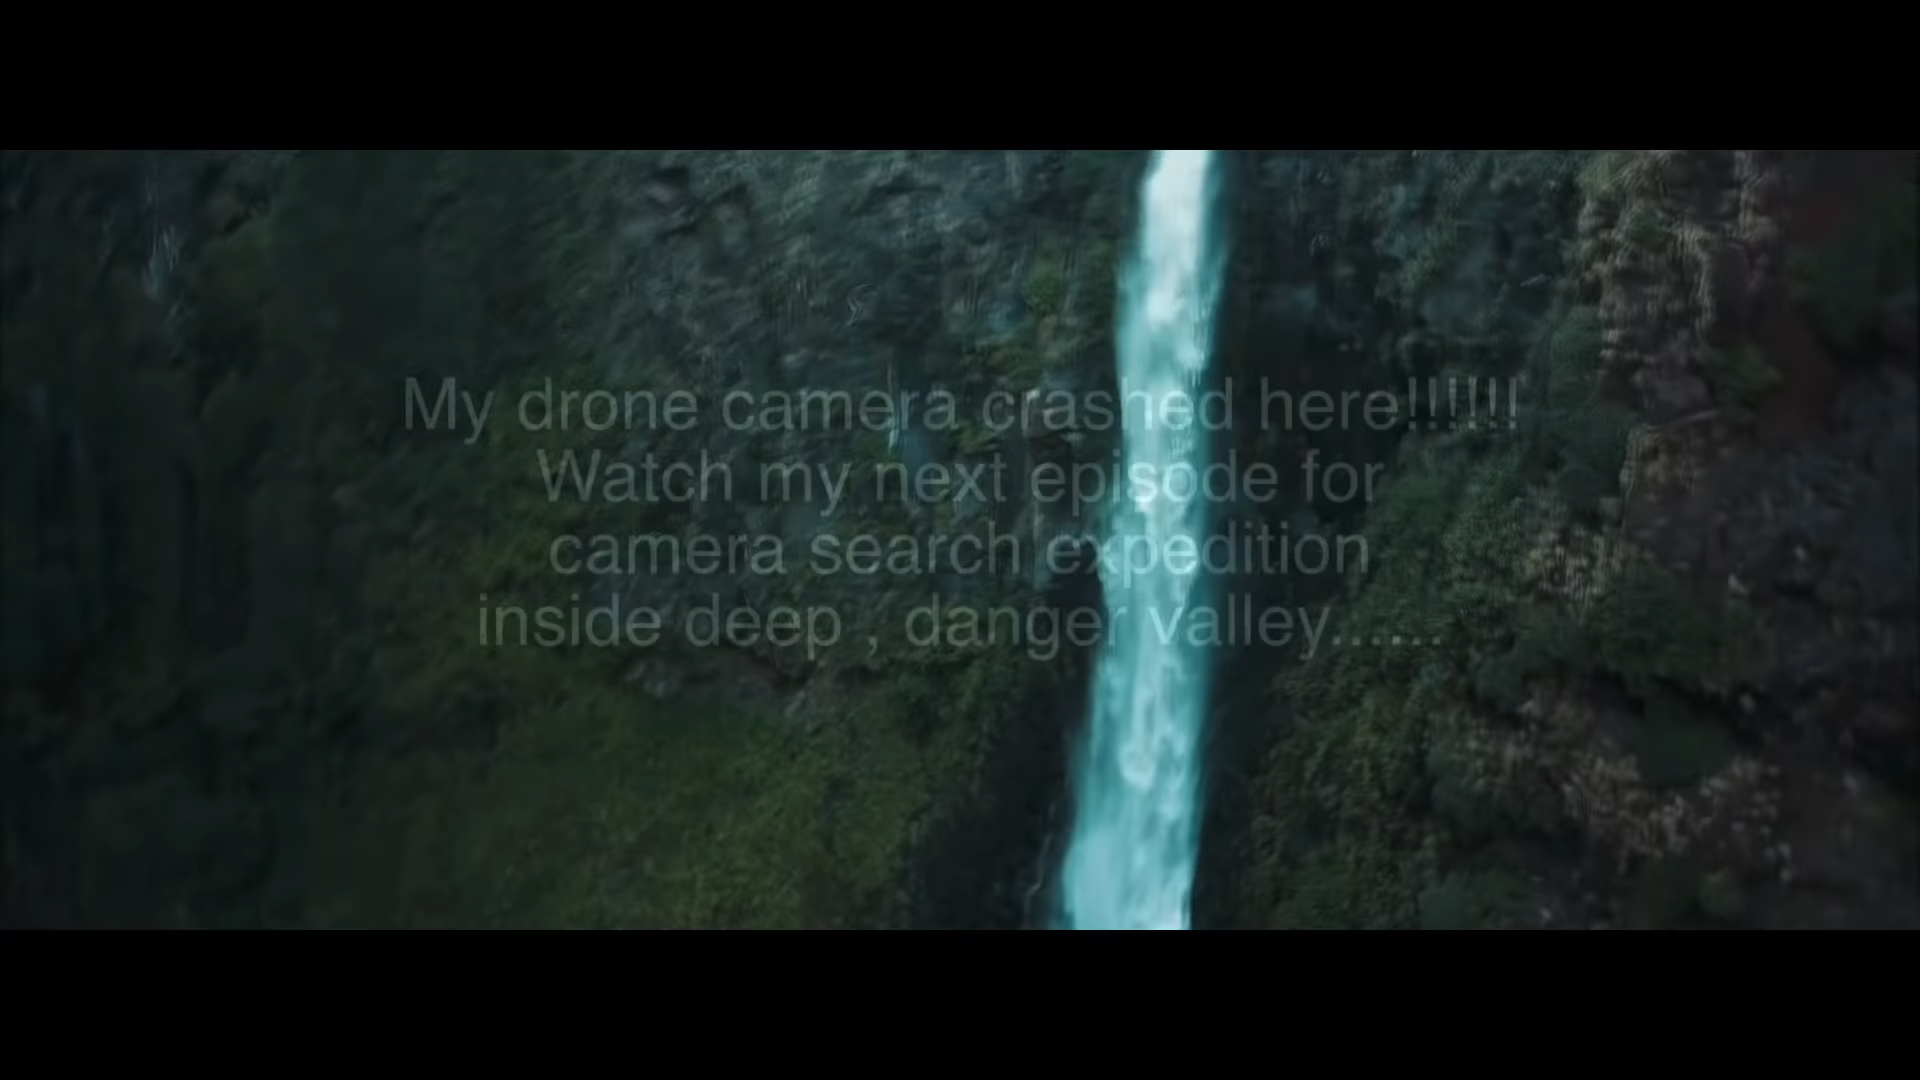 My drone camera crashed here!!!!!!
Watch my next episode for
camera search expedition
inside deep , danger valley......